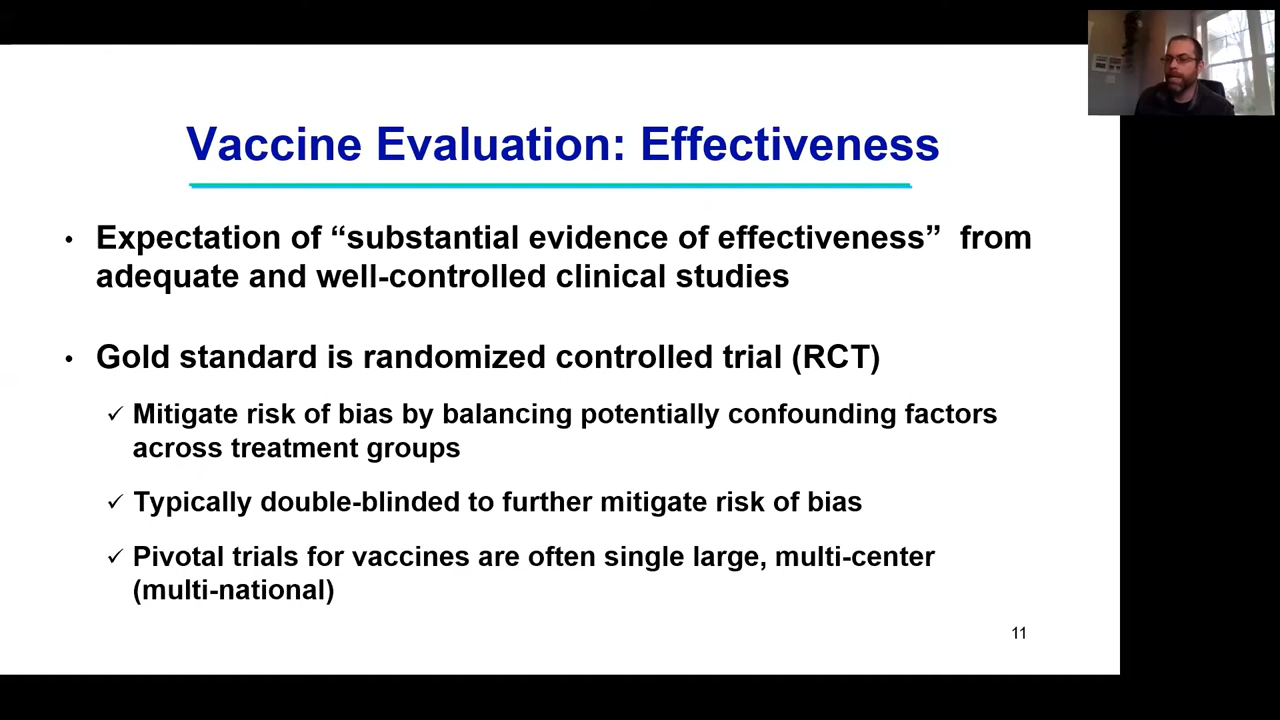 Vaccine Evaluation: Effectiveness
• Expectation of “substantial evidence of effectiveness”  from
adequate and well-controlled clinical studies
• Gold standard is randomized controlled trial (RCT)
✓ Mitigate risk of bias by balancing potentially confounding factors
across treatment groups
✓ Typically double-blinded to further mitigate risk of bias
✓ Pivotal trials for vaccines are often single large, multi-center
(multi-national)
11